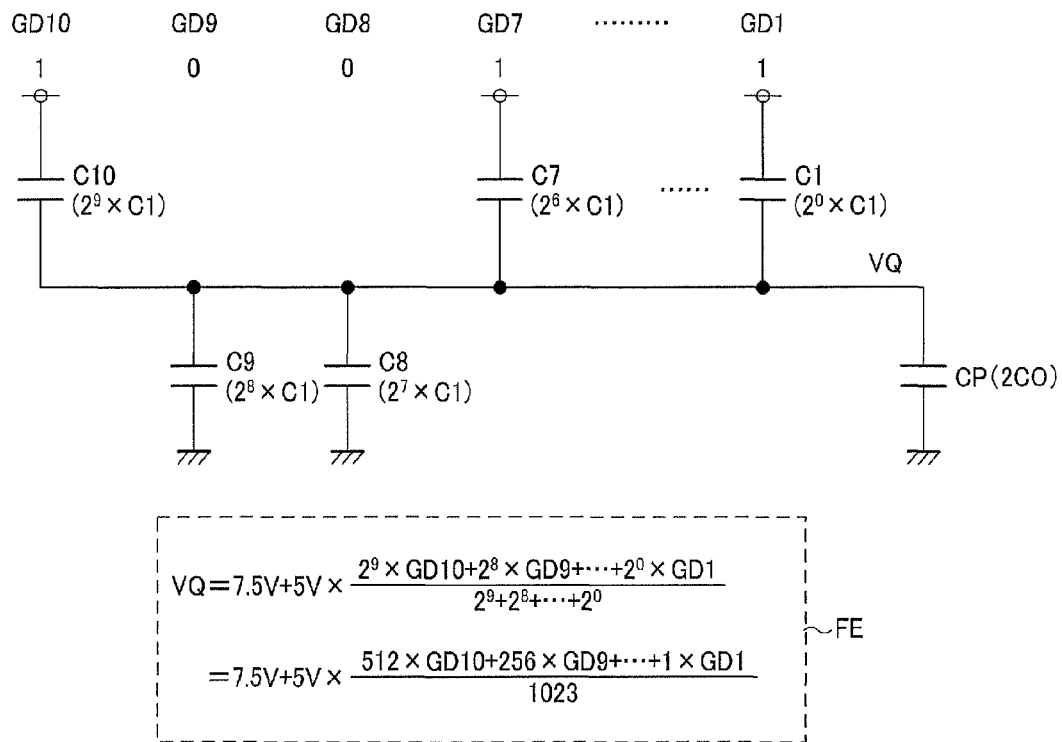 GD10 GD9 GD8 GD7 ········· GD1
1 0 0 1 1
C10
(2⁹×C1)
C7
(2⁶×C1)
······
C1
(2⁰×C1)
VQ
C9
(2⁸×C1)
C8
(2⁷×C1)
CP(2CO)
VQ=7.5V+5V× 2⁹×GD10+2⁸×GD9+···+2⁰×GD1
2⁹+2⁸+···+2⁰
=7.5V+5V× 512×GD10+256×GD9+···+1×GD1
1023
FE